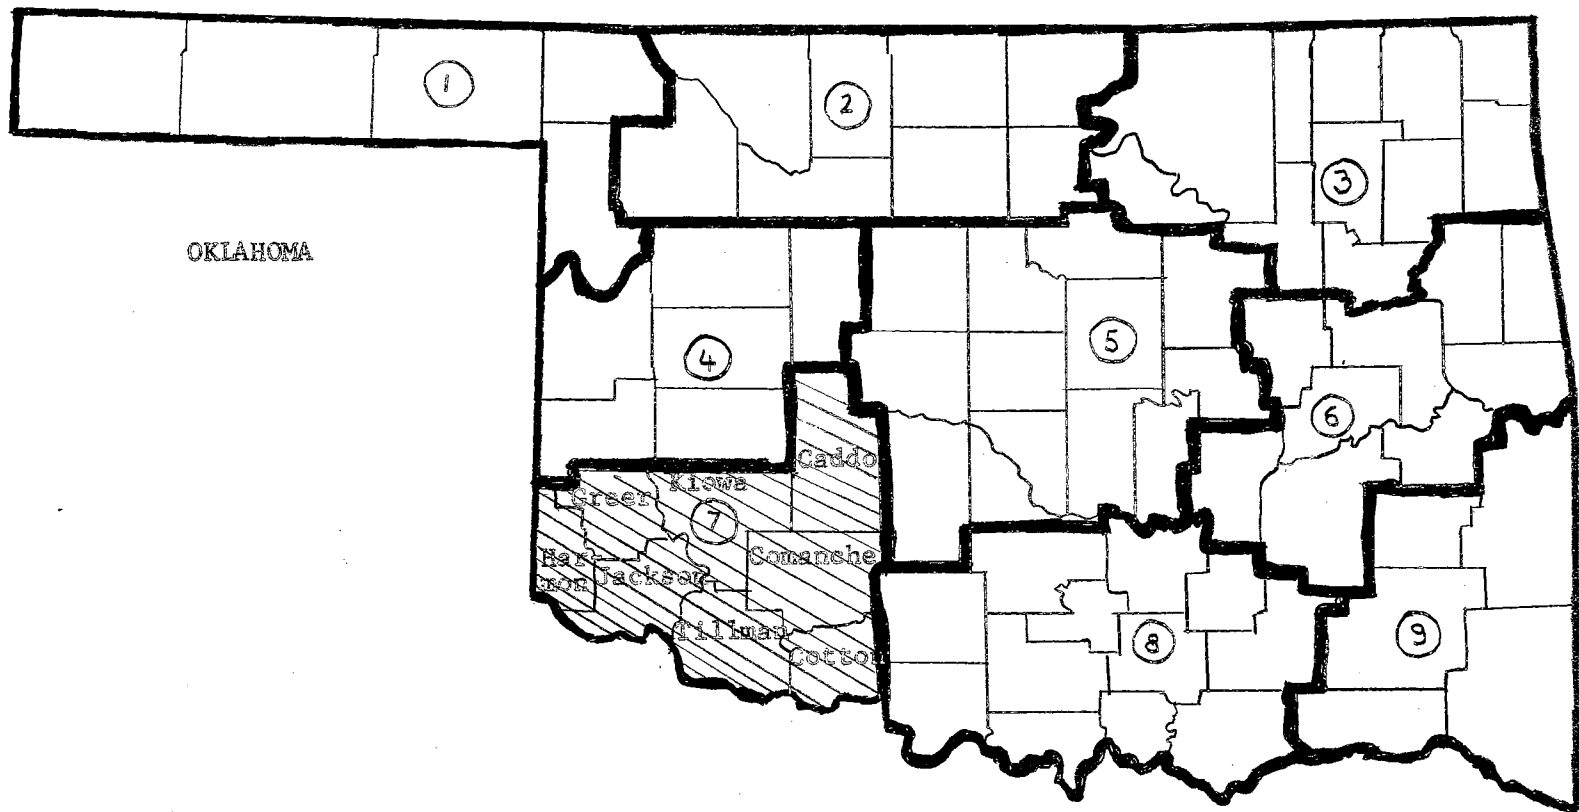 1
2
3
OKLAHOMA
4
5
6
Caddo
Kiowa
Greer
7
Comanche
Har-
mon
Jackson
Tillman
Cotton
8
9